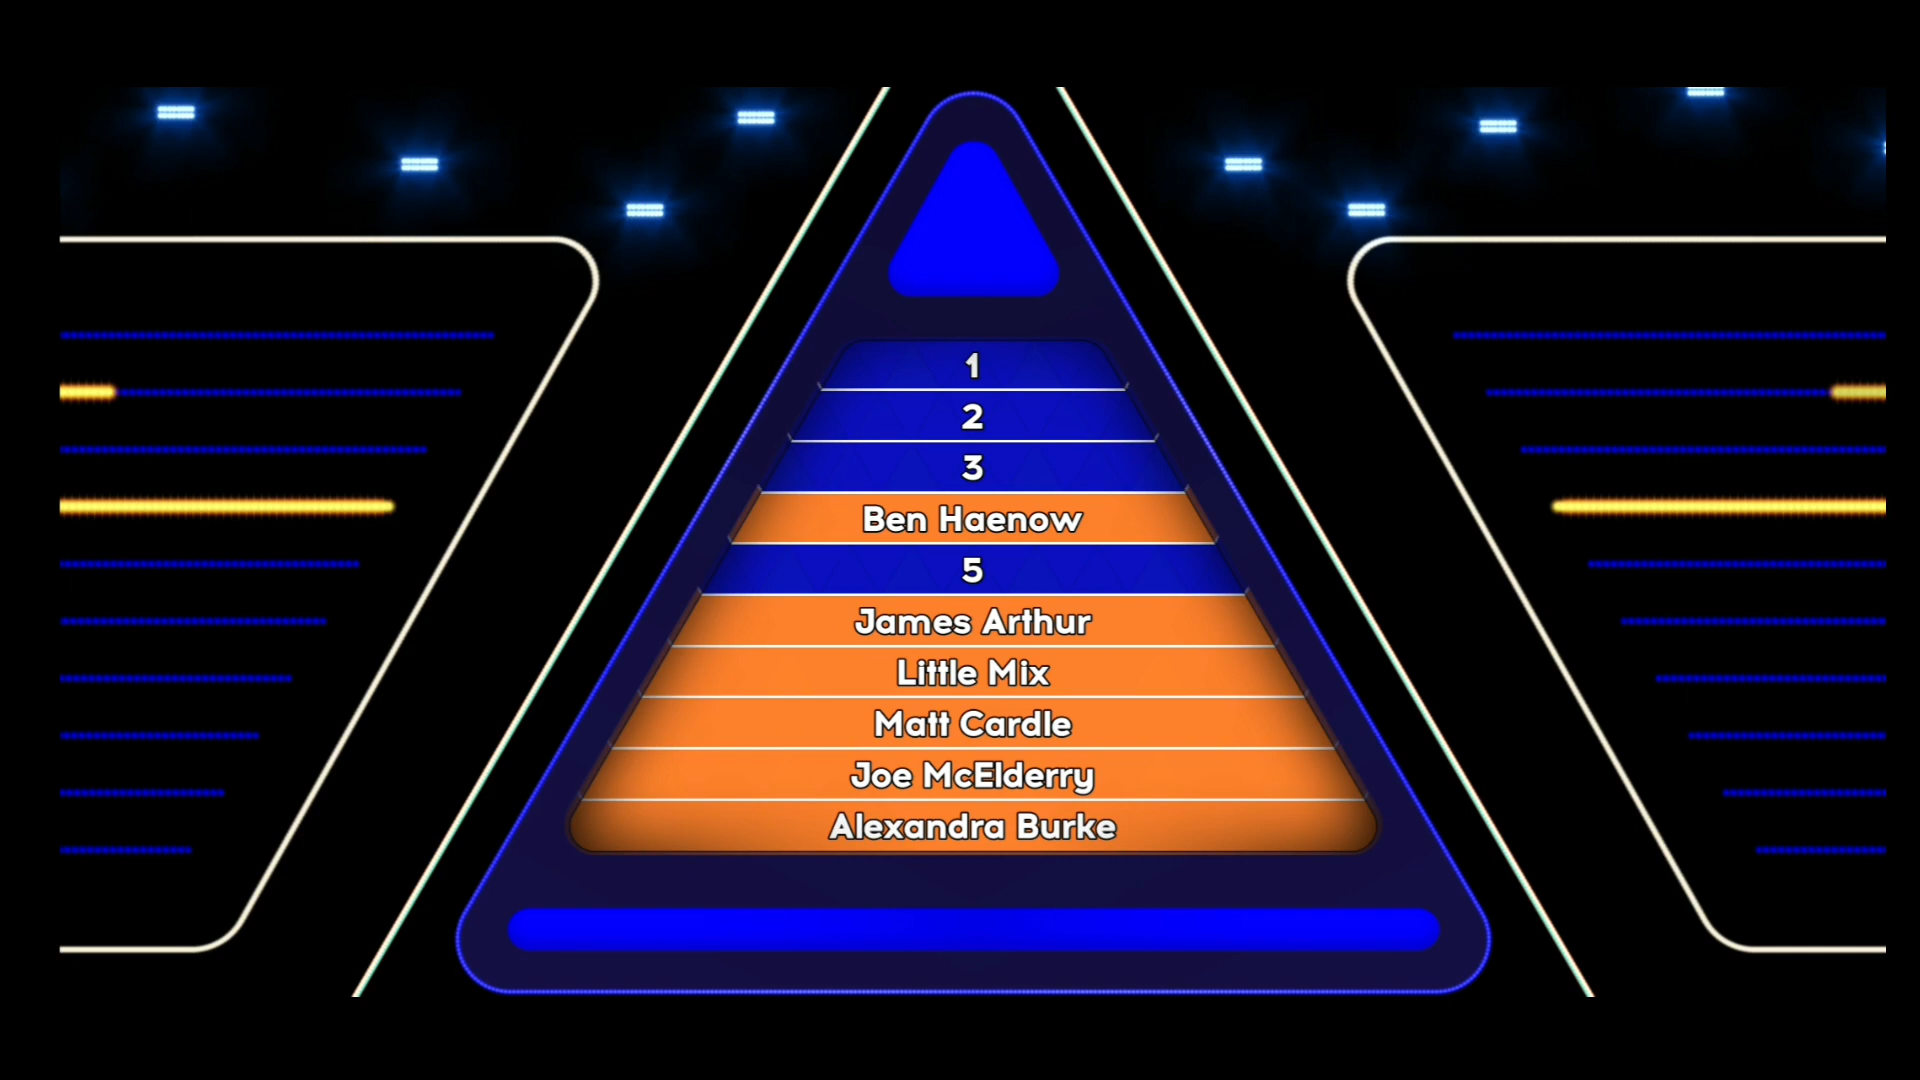 1
2
3
Ben Haenow
5
James Arthur
Little Mix
Matt Cardle
Joe McElderry
Alexandra Burke